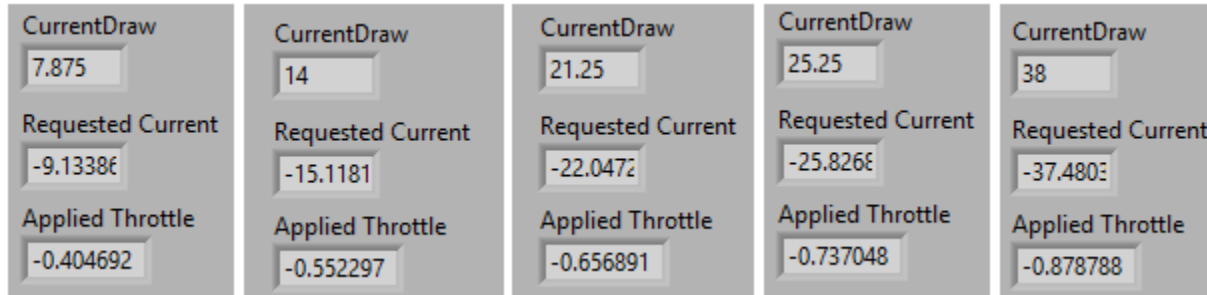 CurrentDraw
7.875
Requested Current
-9.13386
Applied Throttle
-0.404692
CurrentDraw
14
Requested Current
-15.1181
Applied Throttle
-0.552297
CurrentDraw
21.25
Requested Current
-22.0472
Applied Throttle
-0.656891
CurrentDraw
25.25
Requested Current
-25.8268
Applied Throttle
-0.737048
CurrentDraw
38
Requested Current
-37.4803
Applied Throttle
-0.878788